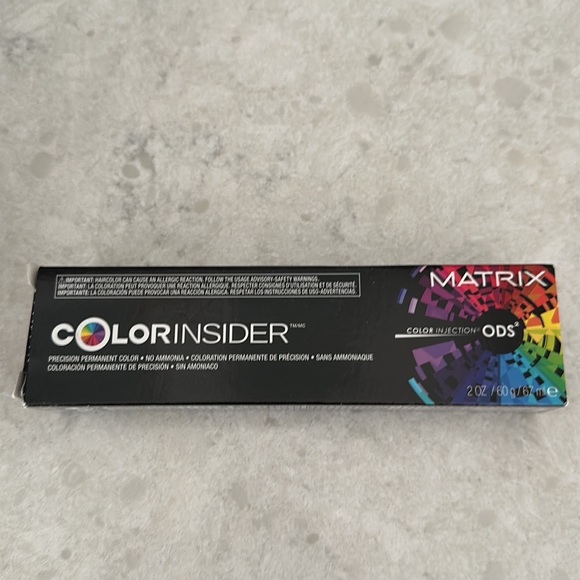 ⚠ IMPORTANT: HAIRCOLOR CAN CAUSE AN ALLERGIC REACTION. FOLLOW THE USAGE ADVISORY-SAFETY WARNINGS.
IMPORTANT: LA COLORATION PEUT PROVOQUER UNE RÉACTION ALLERGIQUE. RESPECTER CONSIGNES D'UTILISATION ET DE SÉCURITÉ.
IMPORTANTE: LA COLORACIÓN PUEDE PROVOCAR UNA REACCIÓN ALÉRGICA. RESPETAR LOS INSTRUCCIONES DE USO-ADVERTENCIAS.
MATRIX
COLORINSIDER™/MC
COLOR INJECTION ODS²
PRECISION PERMANENT COLOR • NO AMMONIA • COLORATION PERMANENTE DE PRÉCISION • SANS AMMONIAQUE
COLORACIÓN PERMANENTE DE PRECISIÓN • SIN AMONIACO
2 OZ / 60 g / 67 ml e